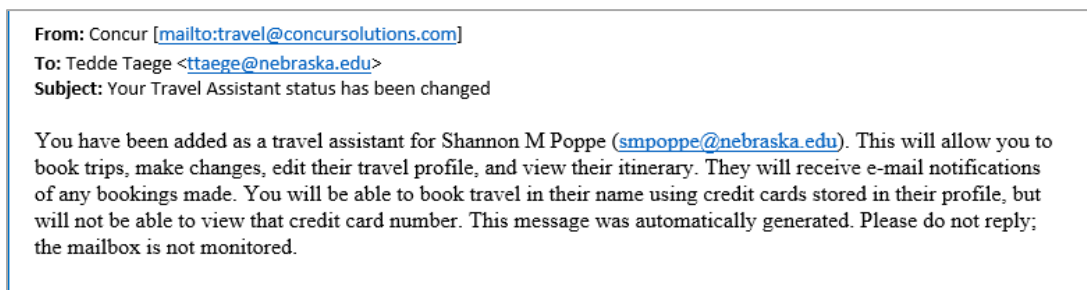 From: Concur [mailto:travel@concursolutions.com]
To: Tedde Taege <ttaege@nebraska.edu>
Subject: Your Travel Assistant status has been changed
You have been added as a travel assistant for Shannon M Poppe (smpoppe@nebraska.edu). This will allow you to
book trips, make changes, edit their travel profile, and view their itinerary. They will receive e-mail notifications
of any bookings made. You will be able to book travel in their name using credit cards stored in their profile, but
will not be able to view that credit card number. This message was automatically generated. Please do not reply;
the mailbox is not monitored.